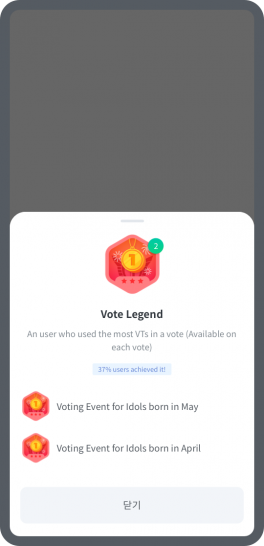 2
1
Vote Legend
An user who used the most VTs in a vote (Available on
each vote)
37% users achieved it!
1
Voting Event for Idols born in May
1
Voting Event for Idols born in April
닫기